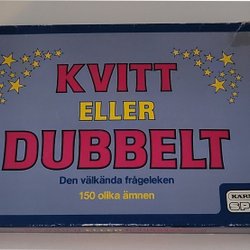 KVITT
ELLER
DUBBELT
Den välkända frågeleken
150 olika ämnen